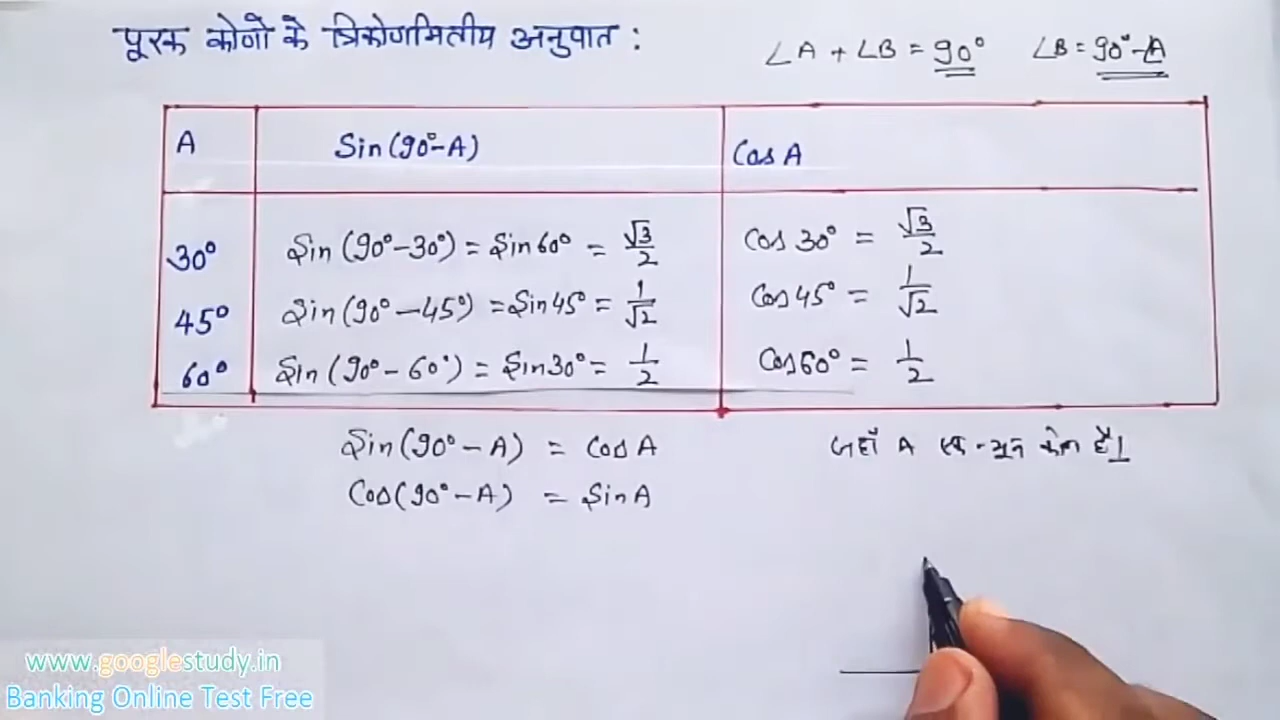 पूरक कोणों के त्रिकोणमितीय अनुपात :
∠A + ∠B = 90° ∠B = 90° - ∠A
A Sin (90°-A) Cos A
30° Sin (90° - 30°) = Sin 60° = √3/2 Cos 30° = √3/2
45° Sin (90° - 45°) = Sin 45° = 1/√2 Cos 45° = 1/√2
60° Sin (90° - 60°) = Sin 30° = 1/2 Cos 60° = 1/2
Sin (90° - A) = Cos A जहाँ A एक न्यून कोण है।
Cos (90° - A) = Sin A
www.googlestudy.in
Banking Online Test Free